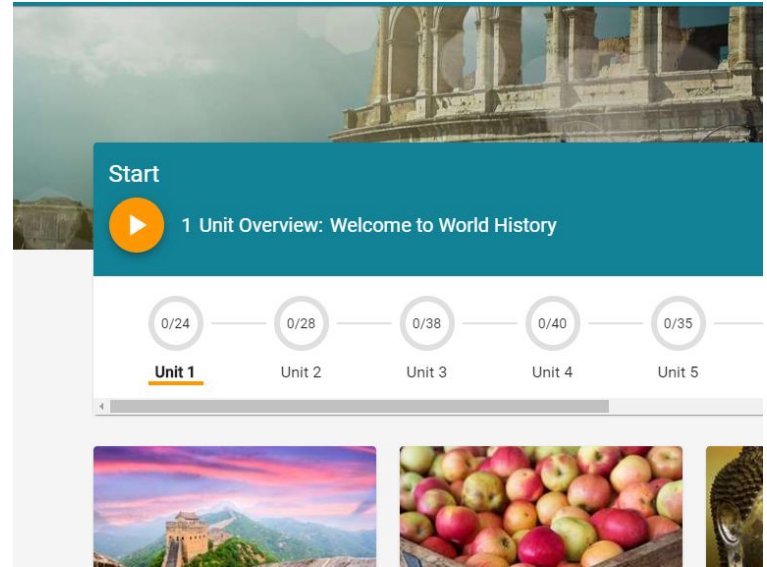 Start
1 Unit Overview: Welcome to World History
0/24 0/28 0/38 0/40 0/35
Unit 1 Unit 2 Unit 3 Unit 4 Unit 5